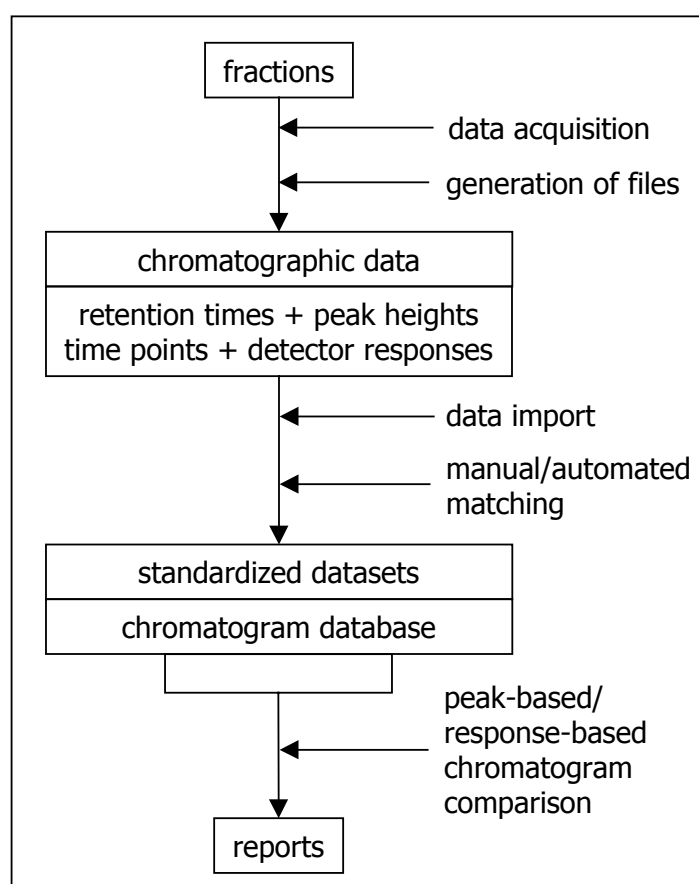 fractions
data acquisition
generation of files
chromatographic data
retention times + peak heights
time points + detector responses
data import
manual/automated
matching
standardized datasets
chromatogram database
peak-based/
response-based
chromatogram
comparison
reports